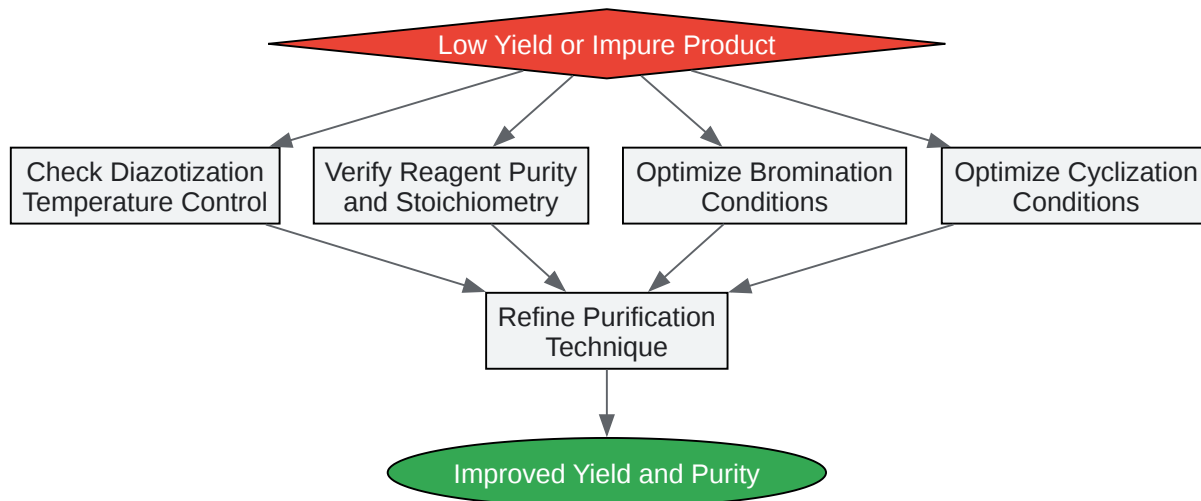 Low Yield or Impure Product
Check Diazotization
Temperature Control
Verify Reagent Purity
and Stoichiometry
Optimize Bromination
Conditions
Optimize Cyclization
Conditions
Refine Purification
Technique
Improved Yield and Purity